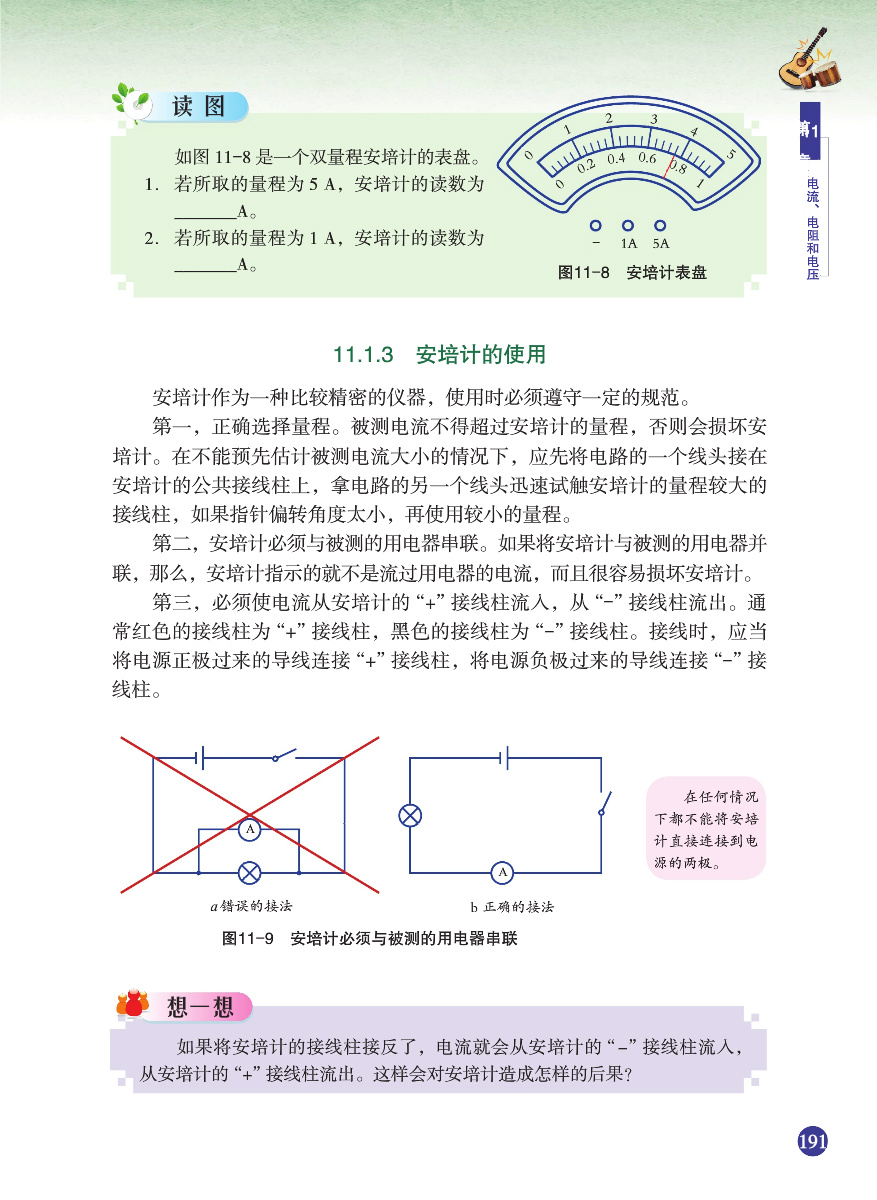 读 图
如图 11-8 是一个双量程安培计的表盘。
1. 若所取的量程为 5 A，安培计的读数为
______A。
2. 若所取的量程为 1 A，安培计的读数为
______A。
0 1 2 3 4 5
0 0.2 0.4 0.6 0.8 1
- 1A 5A
图11-8 安培计表盘
第1
电流、电阻和电压
11.1.3 安培计的使用
安培计作为一种比较精密的仪器，使用时必须遵守一定的规范。
第一，正确选择量程。被测电流不得超过安培计的量程，否则会损坏安
培计。在不能预先估计被测电流大小的情况下，应先将电路的一个线头接在
安培计的公共接线柱上，拿电路的另一个线头迅速试触安培计的量程较大的
接线柱，如果指针偏转角度太小，再使用较小的量程。
第二，安培计必须与被测的用电器串联。如果将安培计与被测的用电器并
联，那么，安培计指示的就不是流过用电器的电流，而且很容易损坏安培计。
第三，必须使电流从安培计的 “+” 接线柱流入，从 “-” 接线柱流出。通
常红色的接线柱为 “+” 接线柱，黑色的接线柱为 “-” 接线柱。接线时，应当
将电源正极过来的导线连接 “+” 接线柱，将电源负极过来的导线连接 “-” 接
线柱。
A
A
a 错误的接法
b 正确的接法
在任何情况
下都不能将安培
计直接连接到电
源的两极。
图11-9 安培计必须与被测的用电器串联
想一想
如果将安培计的接线柱接反了，电流就会从安培计的 “-” 接线柱流入，
从安培计的 “+” 接线柱流出。这样会对安培计造成怎样的后果？
191